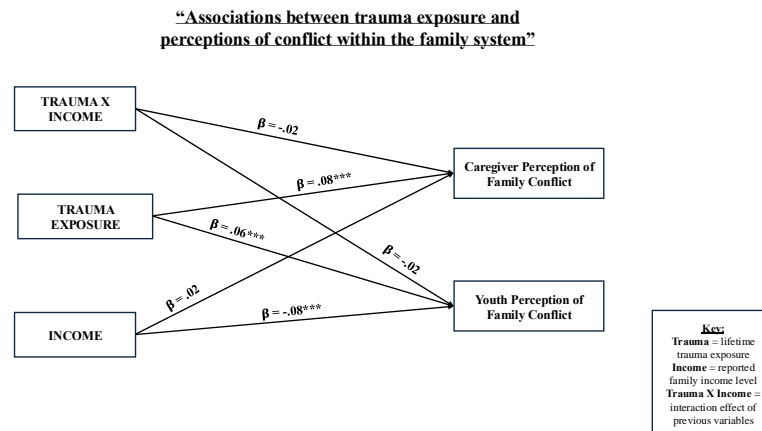 “Associations between trauma exposure and
perceptions of conflict within the family system”
TRAUMA X
INCOME
β = -.02
Caregiver Perception of
Family Conflict
β = .08***
TRAUMA
EXPOSURE
β = .06***
β = -.02
β = .02
β = -.08***
Youth Perception of
Family Conflict
INCOME
Key:
Trauma = lifetime
trauma exposure
Income = reported
family income level
Trauma X Income =
interaction effect of
previous variables